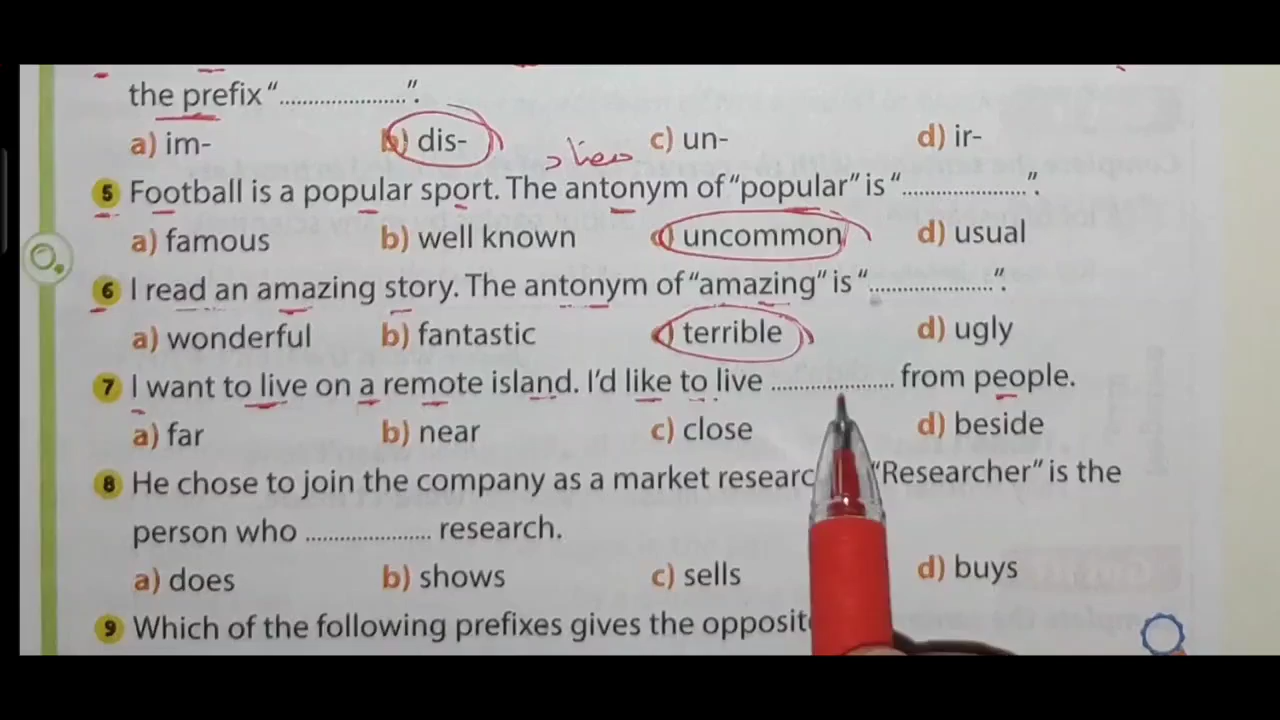 the prefix “......................”.
a) im- b) dis- c) un- d) ir-
5 Football is a popular sport. The antonym of “popular” is “......................”.
a) famous b) well known c) uncommon d) usual
6 I read an amazing story. The antonym of “amazing” is “......................”.
a) wonderful b) fantastic c) terrible d) ugly
7 I want to live on a remote island. I’d like to live ...................... from people.
a) far b) near c) close d) beside
8 He chose to join the company as a market researc “Researcher” is the
person who ...................... research.
a) does b) shows c) sells d) buys
9 Which of the following prefixes gives the opposit